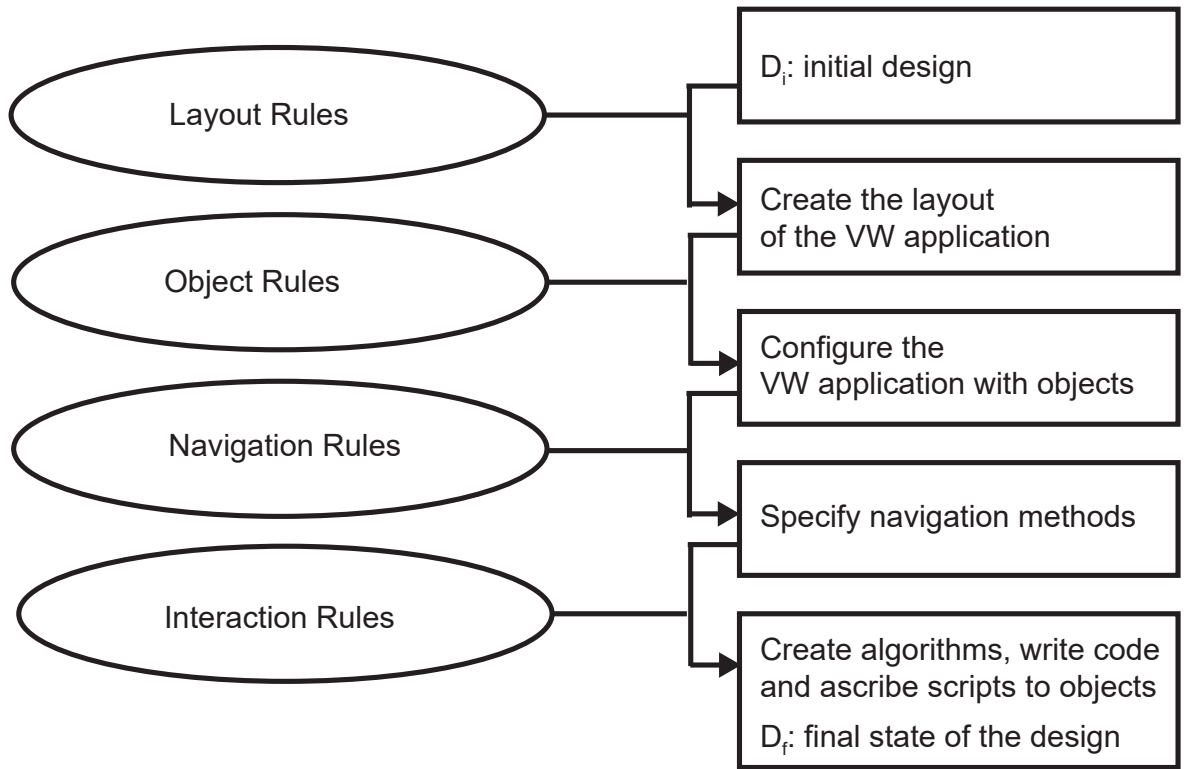 Layout Rules
Object Rules
Navigation Rules
Interaction Rules
Di: initial design
Create the layout
of the VW application
Configure the
VW application with objects
Specify navigation methods
Create algorithms, write code
and ascribe scripts to objects
Df: final state of the design